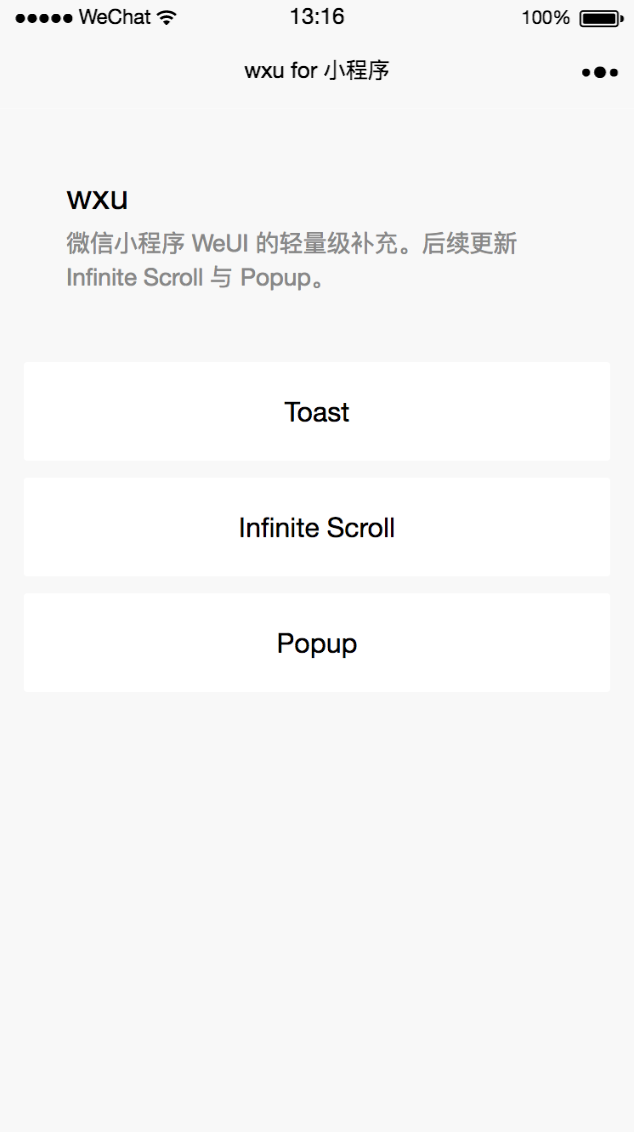 ●●●●● WeChat 13:16 100%
wxu for 小程序
wxu
微信小程序 WeUI 的轻量级补充。后续更新
Infinite Scroll 与 Popup。
Toast
Infinite Scroll
Popup